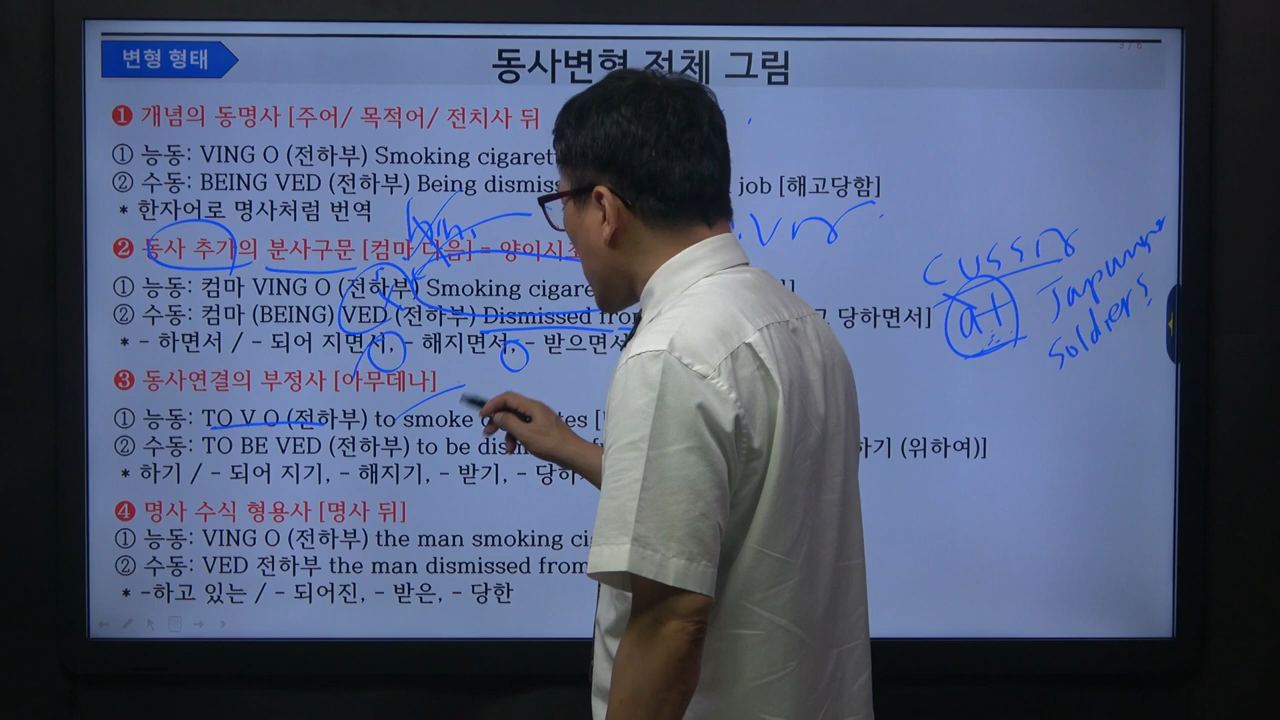 변형 형태
동사변형 전체 그림
❶ 개념의 동명사 [주어/ 목적어/ 전치사 뒤
① 능동: VING O (전하부) Smoking
② 수동: BEING VED (전하부) Being job [해고당함]
* 한자어로 명사처럼 번역
❷ 동사 추가의 분사구문 [컴마 다음] -
① 능동: 컴마 VING O (전하부) Smoking
② 수동: 컴마 (BEING) VED (전하부) Dismissed from 당하면서]
* - 하면서 / - 되어 지면서, - 해지면서, - 받으면서
❸ 동사연결의 부정사 [아무데나]
① 능동: TO V O (전하부) to smoke
② 수동: TO BE VED (전하부) to be 하기 (위하여)]
* 하기 / - 되어 지기, - 해지기, - 받기, -
❹ 명사 수식 형용사 [명사 뒤]
① 능동: VING O (전하부) the man smoking
② 수동: VED 전하부 the man dismissed from
* -하고 있는 / - 되어진, - 받은, - 당한
at
soldiers